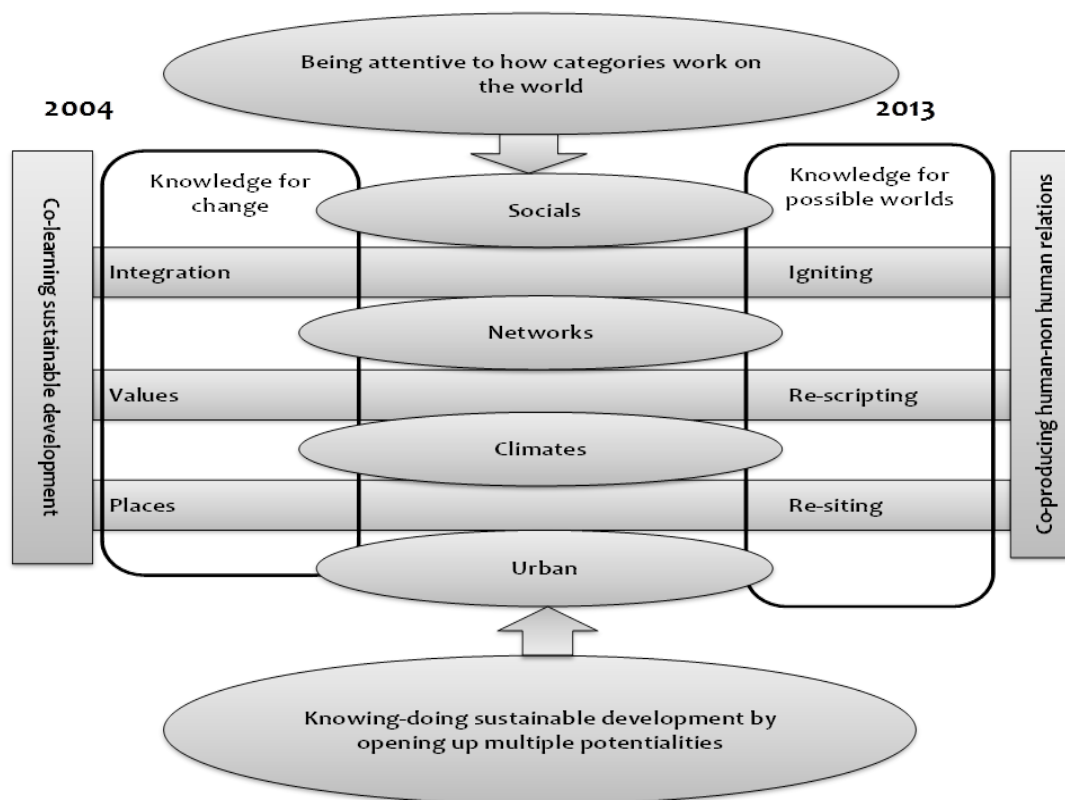 Being attentive to how categories work on
the world
2004
2013
Co-learning sustainable development
Knowledge for
change
Socials
Knowledge for
possible worlds
Co-producing human-non human relations
Integration
Igniting
Networks
Values
Re-scripting
Climates
Places
Re-siting
Urban
Knowing-doing sustainable development by
opening up multiple potentialities